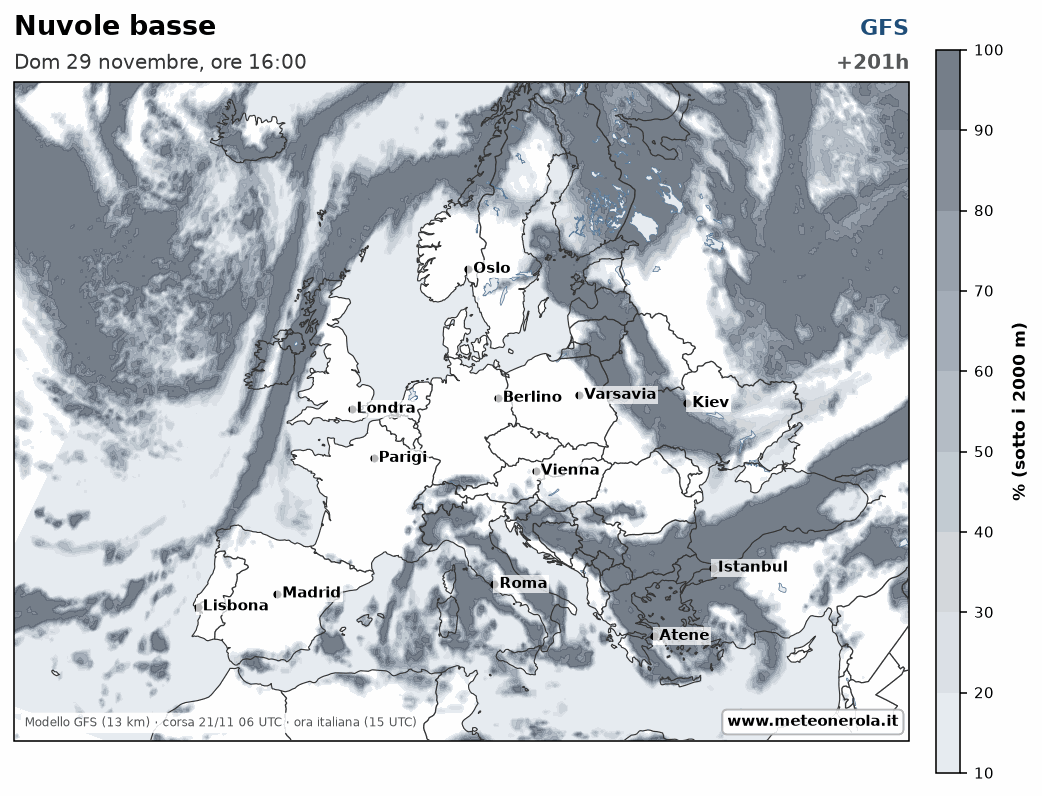 Nuvole basse
GFS
Dom 29 novembre, ore 16:00
+201h
100
90
80
70
60
50
40
30
20
10
% (sotto i 2000 m)
Oslo
Londra
Berlino
Varsavia
Kiev
Parigi
Vienna
Istanbul
Roma
Madrid
Lisbona
Atene
Modello GFS (13 km) · corsa 21/11 06 UTC · ora italiana (15 UTC)
www.meteonerola.it